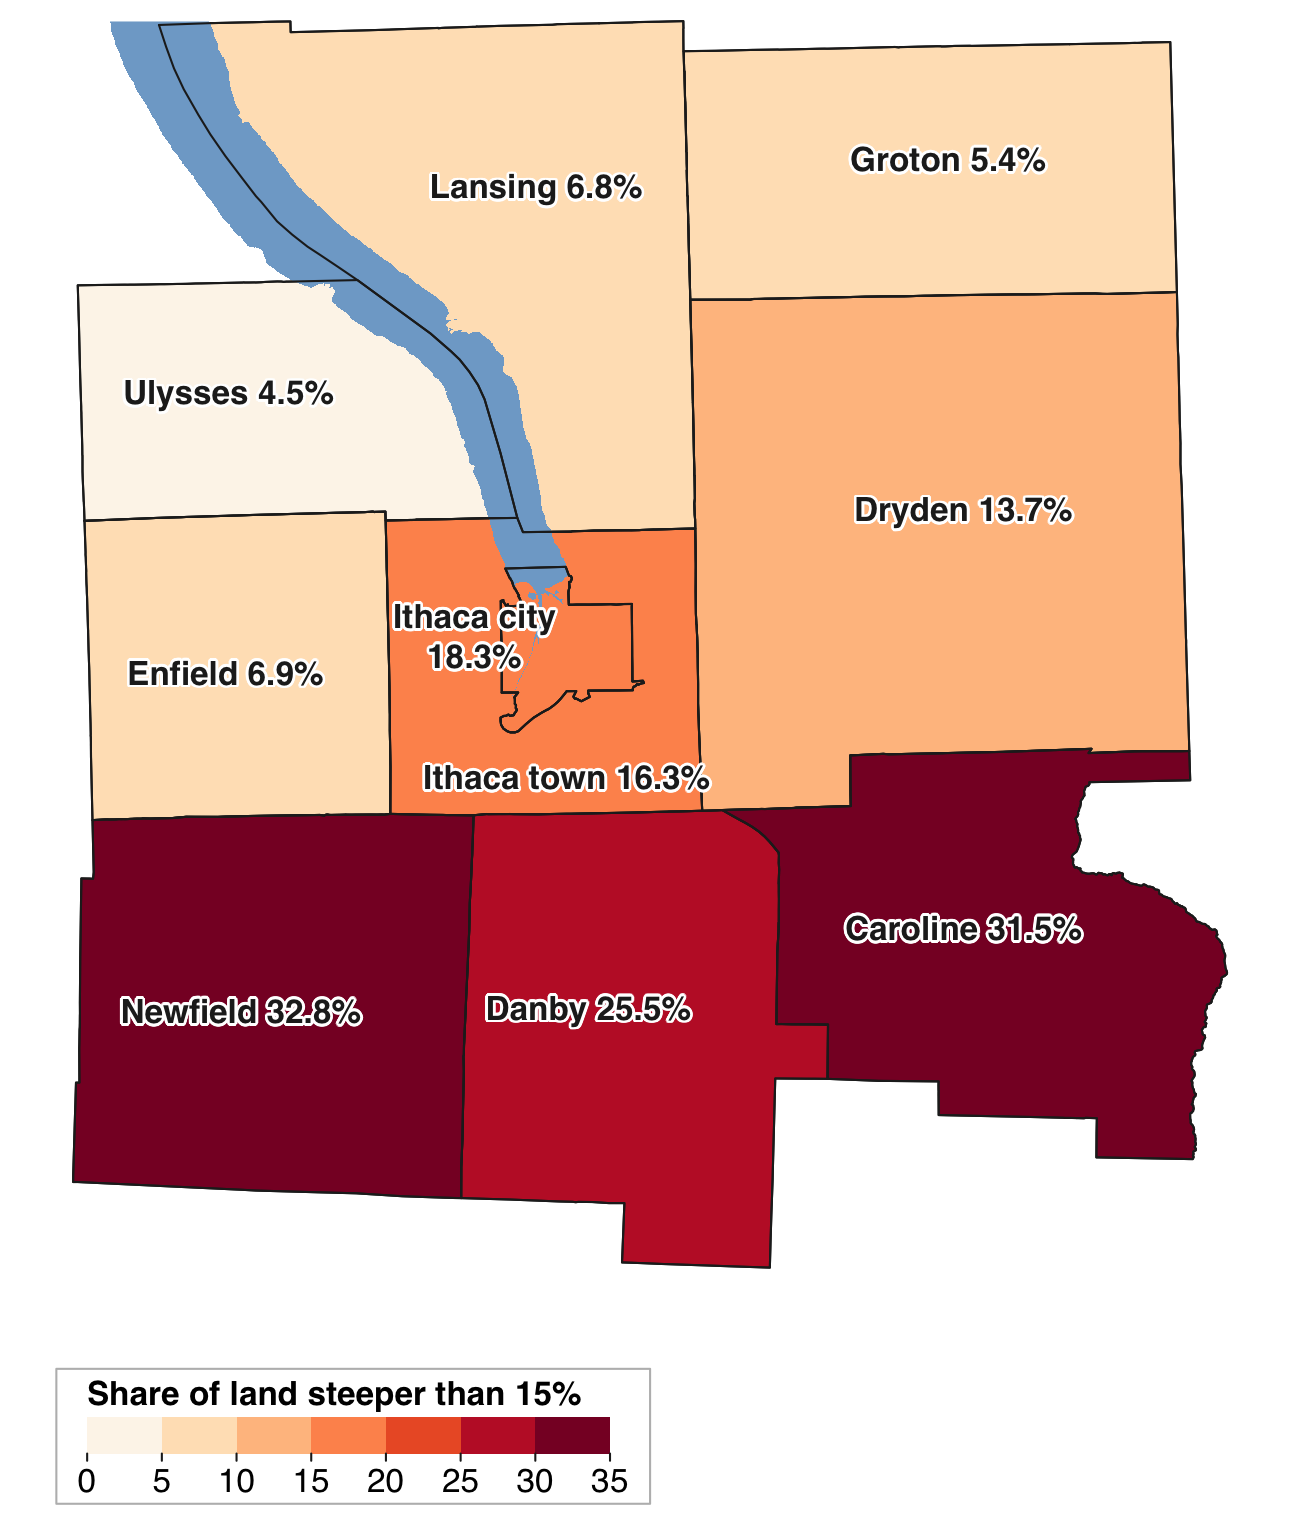 Groton 5.4%
Lansing 6.8%
Ulysses 4.5%
Dryden 13.7%
Ithaca city
18.3%
Enfield 6.9%
Ithaca town 16.3%
Caroline 31.5%
Newfield 32.8%
Danby 25.5%
Share of land steeper than 15%
0 5 10 15 20 25 30 35